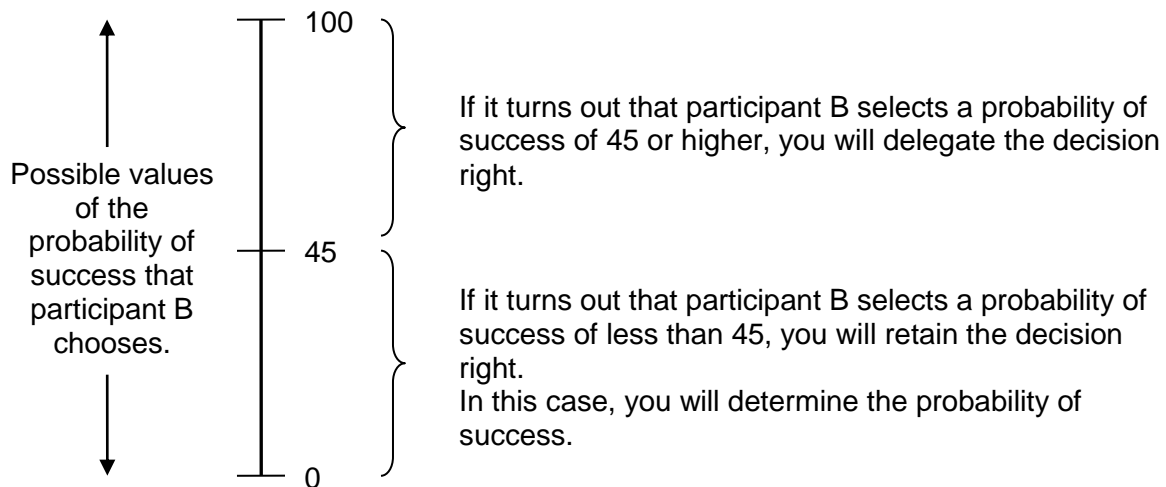 100
If it turns out that participant B selects a probability of
success of 45 or higher, you will delegate the decision
right.
Possible values
of the
probability of
success that
participant B
chooses.
45
If it turns out that participant B selects a probability of
success of less than 45, you will retain the decision
right.
In this case, you will determine the probability of
success.
0